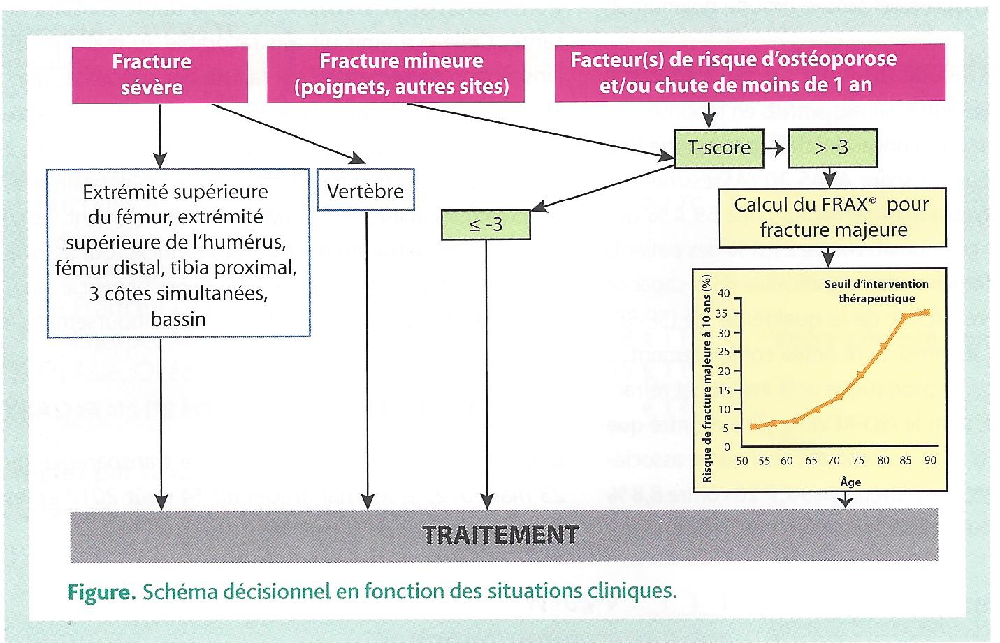 Fracture
sévère
Fracture mineure
(poignets, autres sites)
Facteur(s) de risque d'ostéoporose
et/ou chute de moins de 1 an
T-score
> -3
Extrémité supérieure
du fémur, extrémité
supérieure de l'humérus,
fémur distal, tibia proximal,
3 côtes simultanées,
bassin
Vertèbre
≤ -3
Calcul du FRAX® pour
fracture majeure
Seuil d'intervention
thérapeutique
Risque de fracture majeure à 10 ans (%)
40
35
30
25
20
15
10
5
0
50 55 60 65 70 75 80 85 90
Âge
TRAITEMENT
Figure. Schéma décisionnel en fonction des situations cliniques.